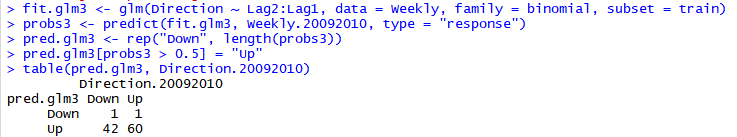 > fit.glm3 <- glm(Direction ~ Lag2:Lag1, data = Weekly, family = binomial, subset = train)
> probs3 <- predict(fit.glm3, Weekly.20092010, type = "response")
> pred.glm3 <- rep("Down", length(probs3))
> pred.glm3[probs3 > 0.5] = "Up"
> table(pred.glm3, Direction.20092010)
         Direction.20092010
pred.glm3 Down Up
     Down    1  1
     Up     42 60